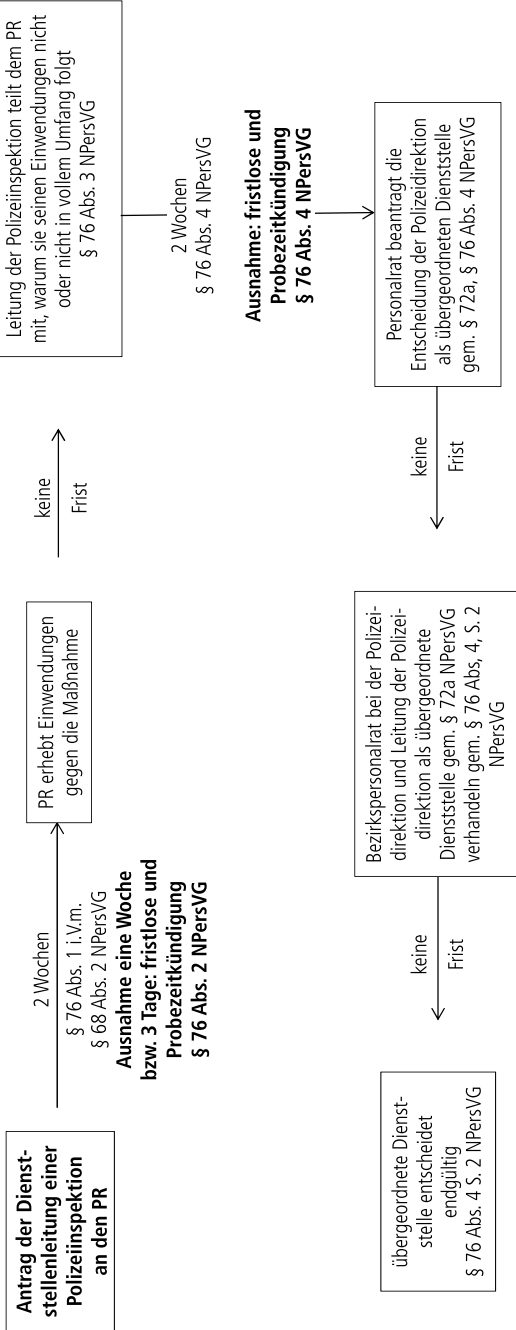 Antrag der Dienst-
stellenleitung einer
Polizeiinspektion
an den PR
2 Wochen
§ 76 Abs. 1 i.V.m.
§ 68 Abs. 2 NPersVG
Ausnahme eine Woche
bzw. 3 Tage: fristlose und
Probezeitkündigung
§ 76 Abs. 2 NPersVG
PR erhebt Einwendungen
gegen die Maßnahme
keine
Frist
Leitung der Polizeiinspektion teilt dem PR
mit, warum sie seinen Einwendungen nicht
oder nicht in vollem Umfang folgt
§ 76 Abs. 3 NPersVG
2 Wochen
§ 76 Abs. 4 NPersVG
Ausnahme: fristlose und
Probezeitkündigung
§ 76 Abs. 4 NPersVG
Personalrat beantragt die
Entscheidung der Polizeidirektion
als übergeordneten Dienststelle
gem. § 72a, § 76 Abs. 4 NPersVG
keine
Frist
Bezirkspersonalrat bei der Polizei-
direktion und Leitung der Polizei-
direktion als übergeordnete
Dienststelle gem. § 72a NPersVG
verhandeln gem. § 76 Abs, 4, S. 2
NPersVG
keine
Frist
übergeordnete Dienst-
stelle entscheidet
endgültig
§ 76 Abs. 4 S. 2 NPersVG